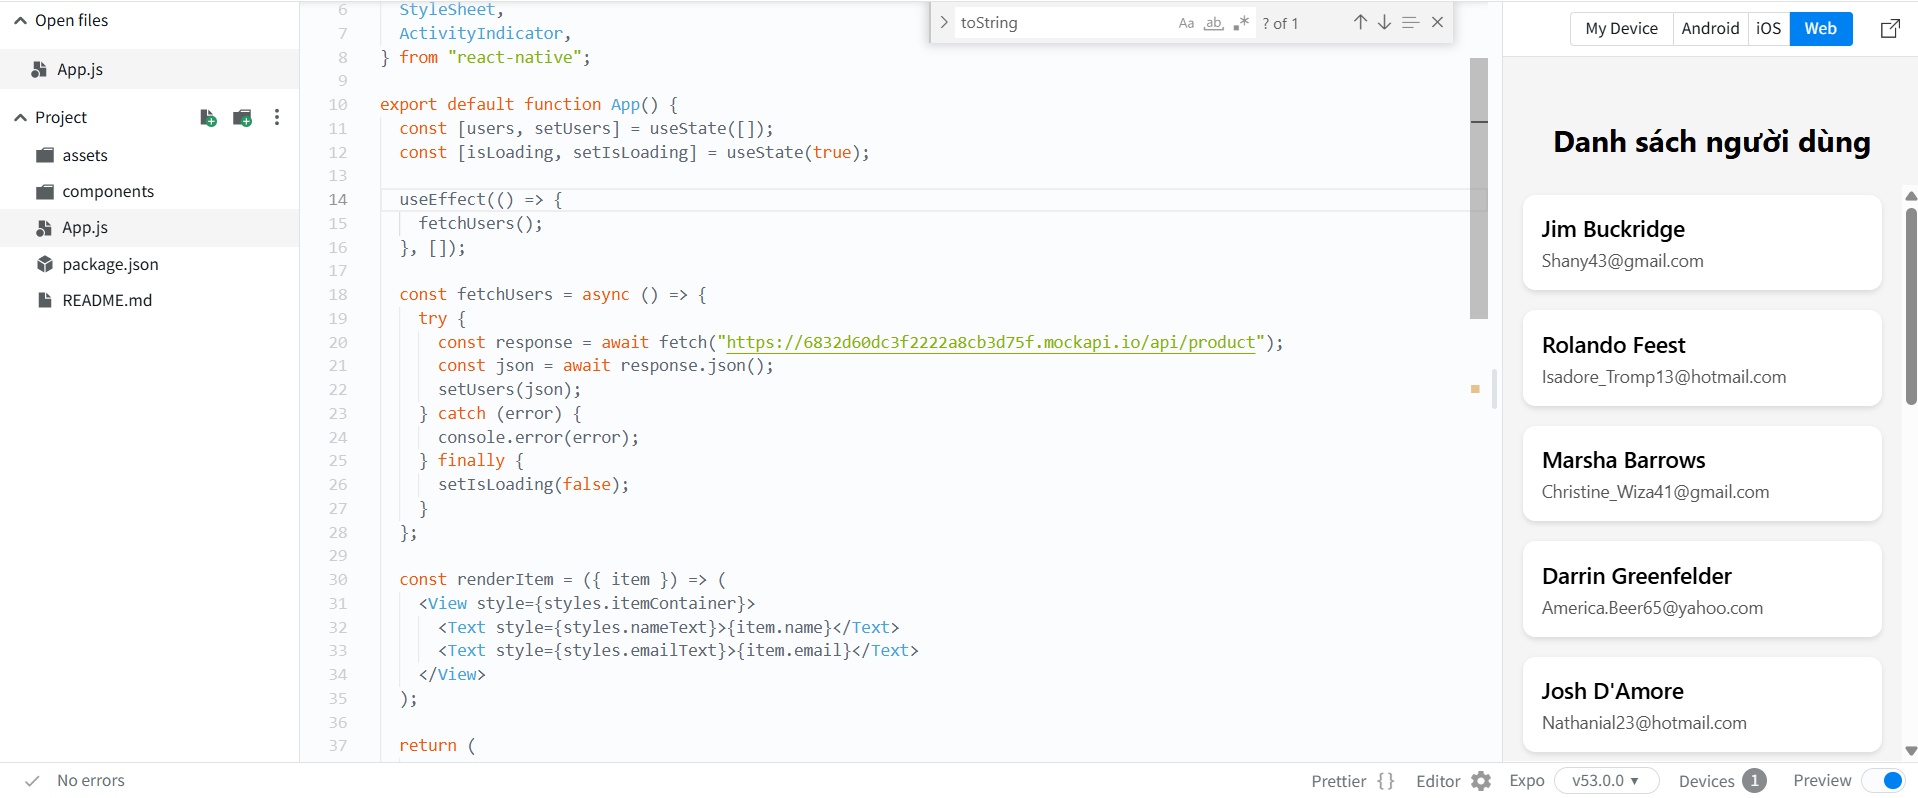 Open files
App.js
Project
assets
components
App.js
package.json
README.md
6 StyleSheet,
7 ActivityIndicator,
8 } from "react-native";
9
10 export default function App() {
11 const [users, setUsers] = useState([]);
12 const [isLoading, setIsLoading] = useState(true);
13
14 useEffect(() => {
15 fetchUsers();
16 }, []);
17
18 const fetchUsers = async () => {
19 try {
20 const response = await fetch("https://6832d60dc3f2222a8cb3d75f.mockapi.io/api/product");
21 const json = await response.json();
22 setUsers(json);
23 } catch (error) {
24 console.error(error);
25 } finally {
26 setIsLoading(false);
27 }
28 };
29
30 const renderItem = ({ item }) => (
31 <View style={styles.itemContainer}>
32 <Text style={styles.nameText}>{item.name}</Text>
33 <Text style={styles.emailText}>{item.email}</Text>
34 </View>
35 );
36
37 return (
toString Aa ab .* ? of 1
My Device Android iOS Web
Danh sách người dùng
Jim Buckridge
Shany43@gmail.com
Rolando Feest
Isadore_Tromp13@hotmail.com
Marsha Barrows
Christine_Wiza41@gmail.com
Darrin Greenfelder
America.Beer65@yahoo.com
Josh D'Amore
Nathanial23@hotmail.com
No errors
Prettier {} Editor Expo v53.0.0 Devices 1 Preview